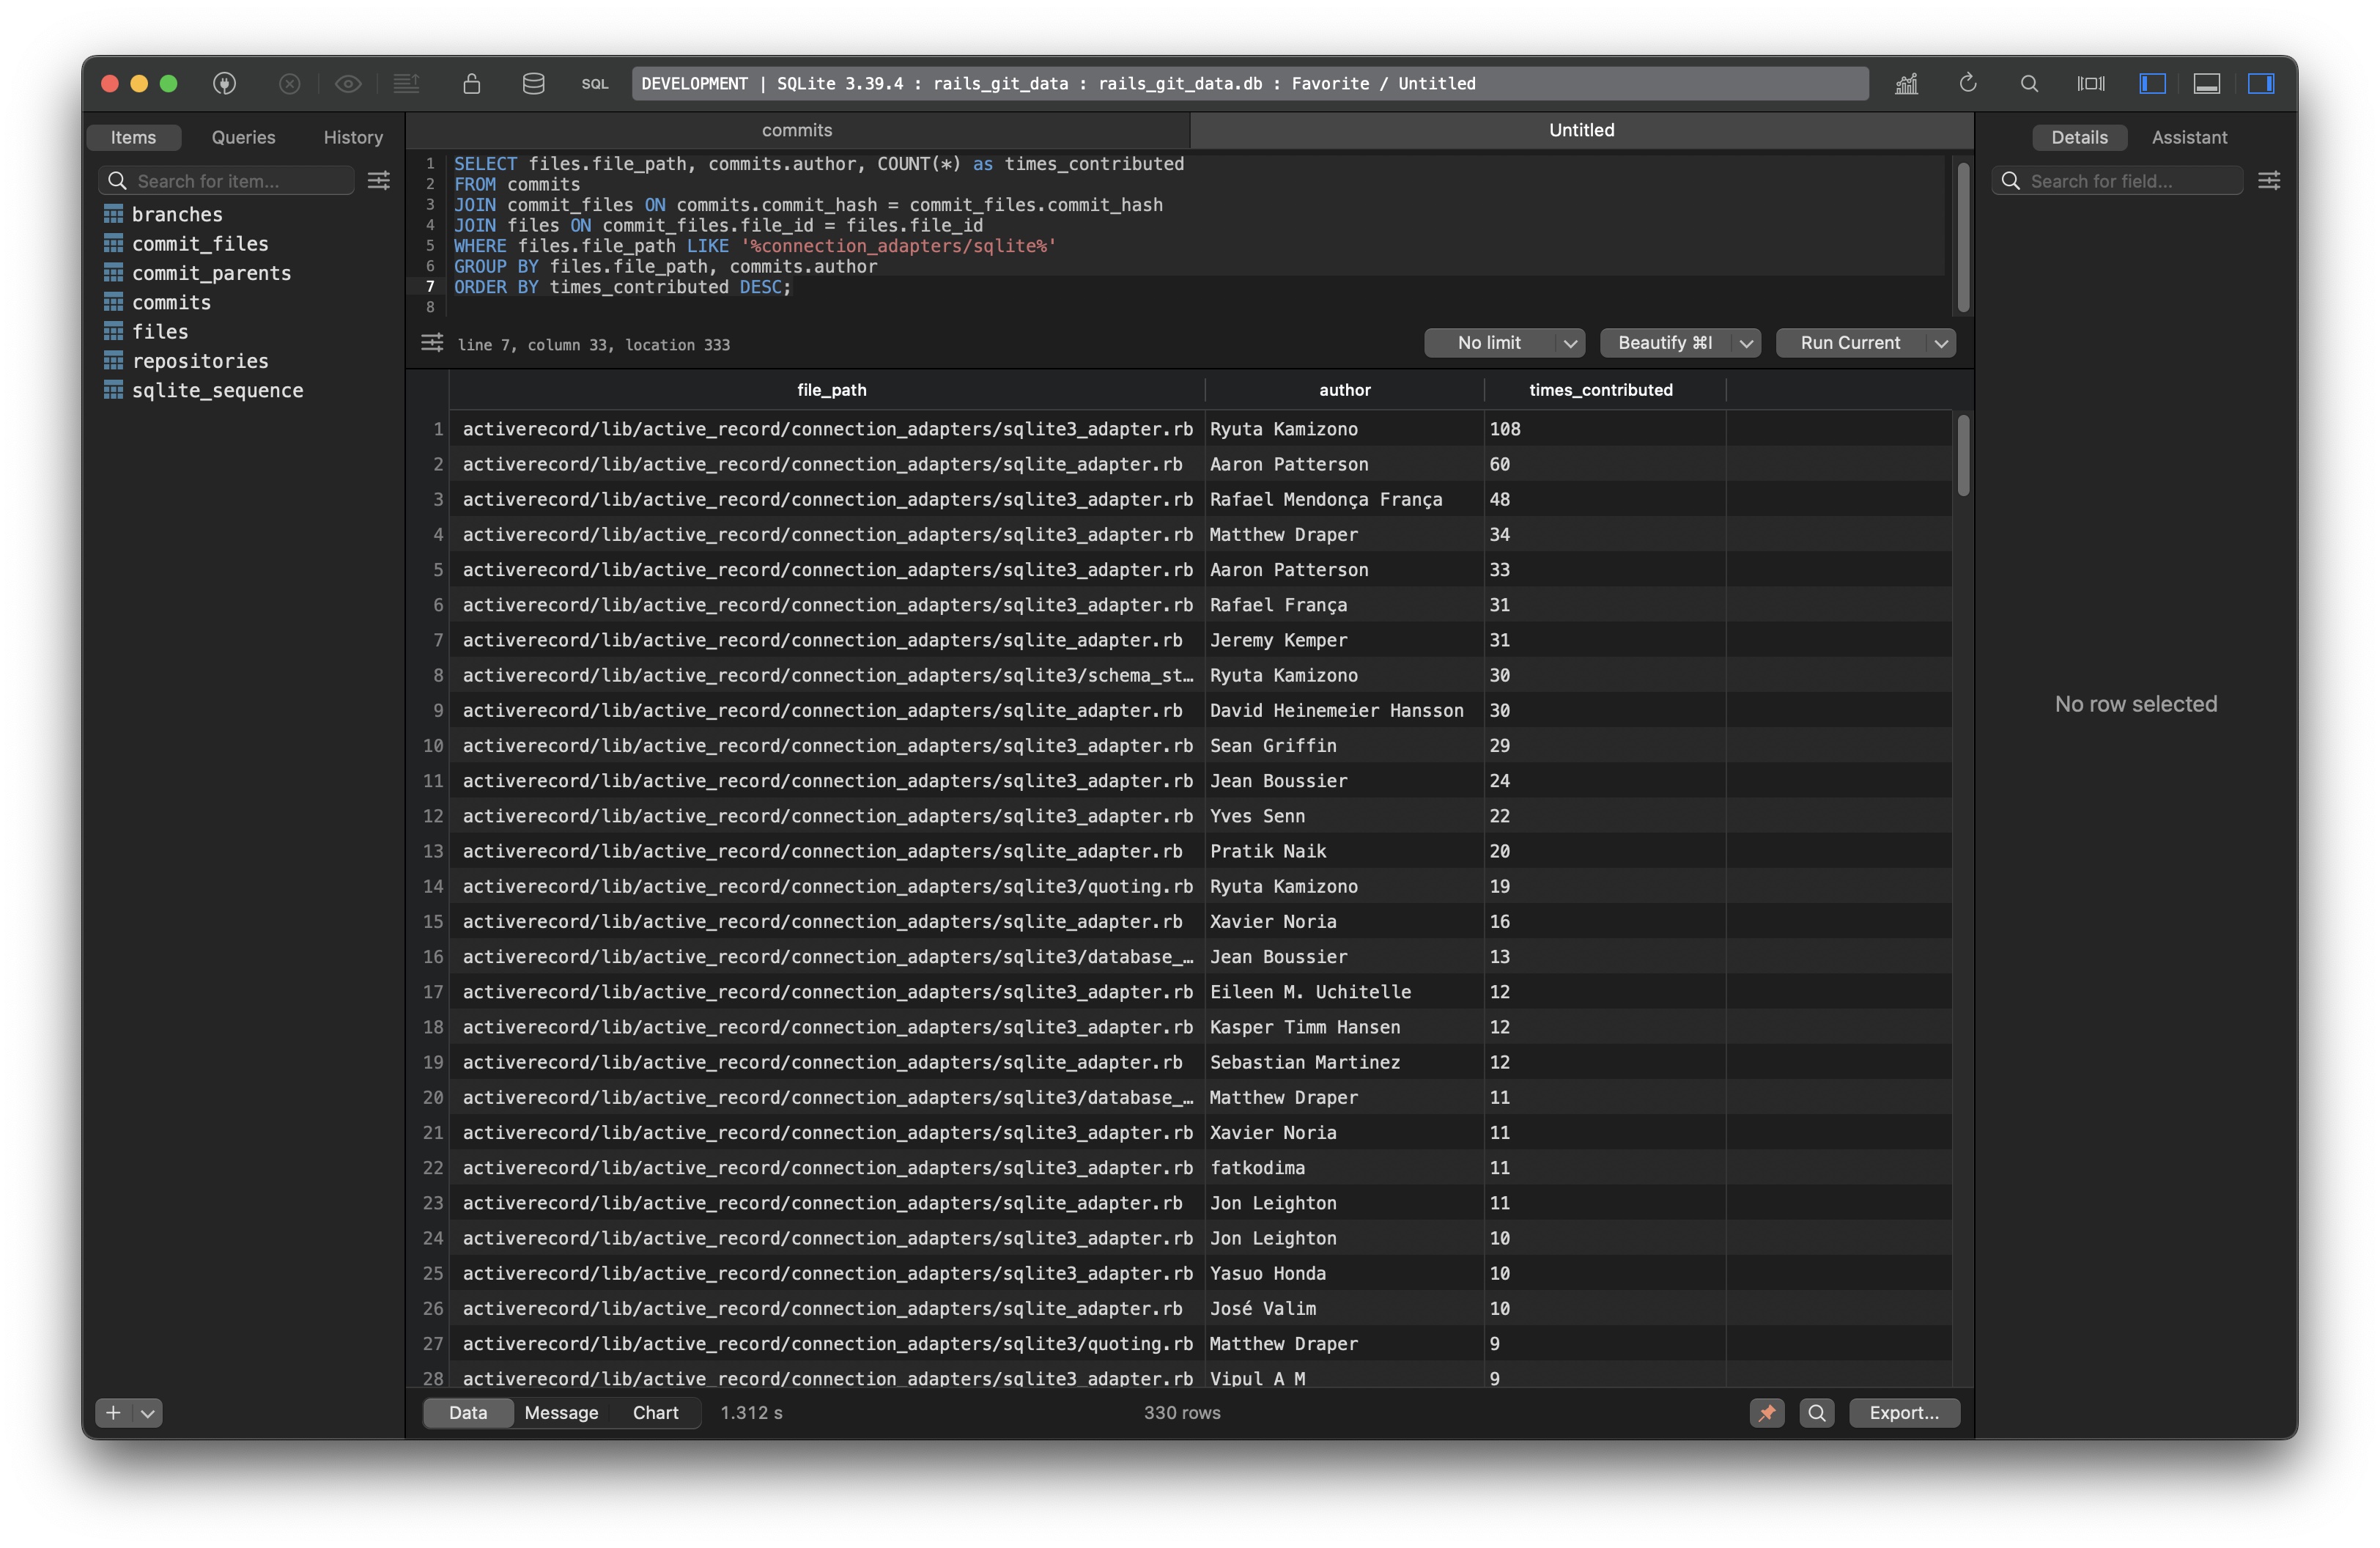 SQL
DEVELOPMENT | SQLite 3.39.4 : rails_git_data : rails_git_data.db : Favorite / Untitled
Items Queries History
Search for item...
branches
commit_files
commit_parents
commits
files
repositories
sqlite_sequence
commits Untitled
1 SELECT files.file_path, commits.author, COUNT(*) as times_contributed
2 FROM commits
3 JOIN commit_files ON commits.commit_hash = commit_files.commit_hash
4 JOIN files ON commit_files.file_id = files.file_id
5 WHERE files.file_path LIKE '%connection_adapters/sqlite%'
6 GROUP BY files.file_path, commits.author
7 ORDER BY times_contributed DESC;
8
line 7, column 33, location 333
No limit Beautify ⌘I Run Current
file_path author times_contributed
1 activerecord/lib/active_record/connection_adapters/sqlite3_adapter.rb Ryuta Kamizono 108
2 activerecord/lib/active_record/connection_adapters/sqlite_adapter.rb Aaron Patterson 60
3 activerecord/lib/active_record/connection_adapters/sqlite3_adapter.rb Rafael Mendonça França 48
4 activerecord/lib/active_record/connection_adapters/sqlite3_adapter.rb Matthew Draper 34
5 activerecord/lib/active_record/connection_adapters/sqlite3_adapter.rb Aaron Patterson 33
6 activerecord/lib/active_record/connection_adapters/sqlite3_adapter.rb Rafael França 31
7 activerecord/lib/active_record/connection_adapters/sqlite_adapter.rb Jeremy Kemper 31
8 activerecord/lib/active_record/connection_adapters/sqlite3/schema_st… Ryuta Kamizono 30
9 activerecord/lib/active_record/connection_adapters/sqlite_adapter.rb David Heinemeier Hansson 30
10 activerecord/lib/active_record/connection_adapters/sqlite3_adapter.rb Sean Griffin 29
11 activerecord/lib/active_record/connection_adapters/sqlite3_adapter.rb Jean Boussier 24
12 activerecord/lib/active_record/connection_adapters/sqlite3_adapter.rb Yves Senn 22
13 activerecord/lib/active_record/connection_adapters/sqlite_adapter.rb Pratik Naik 20
14 activerecord/lib/active_record/connection_adapters/sqlite3/quoting.rb Ryuta Kamizono 19
15 activerecord/lib/active_record/connection_adapters/sqlite_adapter.rb Xavier Noria 16
16 activerecord/lib/active_record/connection_adapters/sqlite3/database_… Jean Boussier 13
17 activerecord/lib/active_record/connection_adapters/sqlite3_adapter.rb Eileen M. Uchitelle 12
18 activerecord/lib/active_record/connection_adapters/sqlite3_adapter.rb Kasper Timm Hansen 12
19 activerecord/lib/active_record/connection_adapters/sqlite_adapter.rb Sebastian Martinez 12
20 activerecord/lib/active_record/connection_adapters/sqlite3/database_… Matthew Draper 11
21 activerecord/lib/active_record/connection_adapters/sqlite3_adapter.rb Xavier Noria 11
22 activerecord/lib/active_record/connection_adapters/sqlite3_adapter.rb fatkodima 11
23 activerecord/lib/active_record/connection_adapters/sqlite_adapter.rb Jon Leighton 11
24 activerecord/lib/active_record/connection_adapters/sqlite3_adapter.rb Jon Leighton 10
25 activerecord/lib/active_record/connection_adapters/sqlite3_adapter.rb Yasuo Honda 10
26 activerecord/lib/active_record/connection_adapters/sqlite_adapter.rb José Valim 10
27 activerecord/lib/active_record/connection_adapters/sqlite3/quoting.rb Matthew Draper 9
28 activerecord/lib/active_record/connection_adapters/sqlite3_adapter.rb Vipul A M 9
Data Message Chart 1.312 s 330 rows Export...
Details Assistant
Search for field...
No row selected